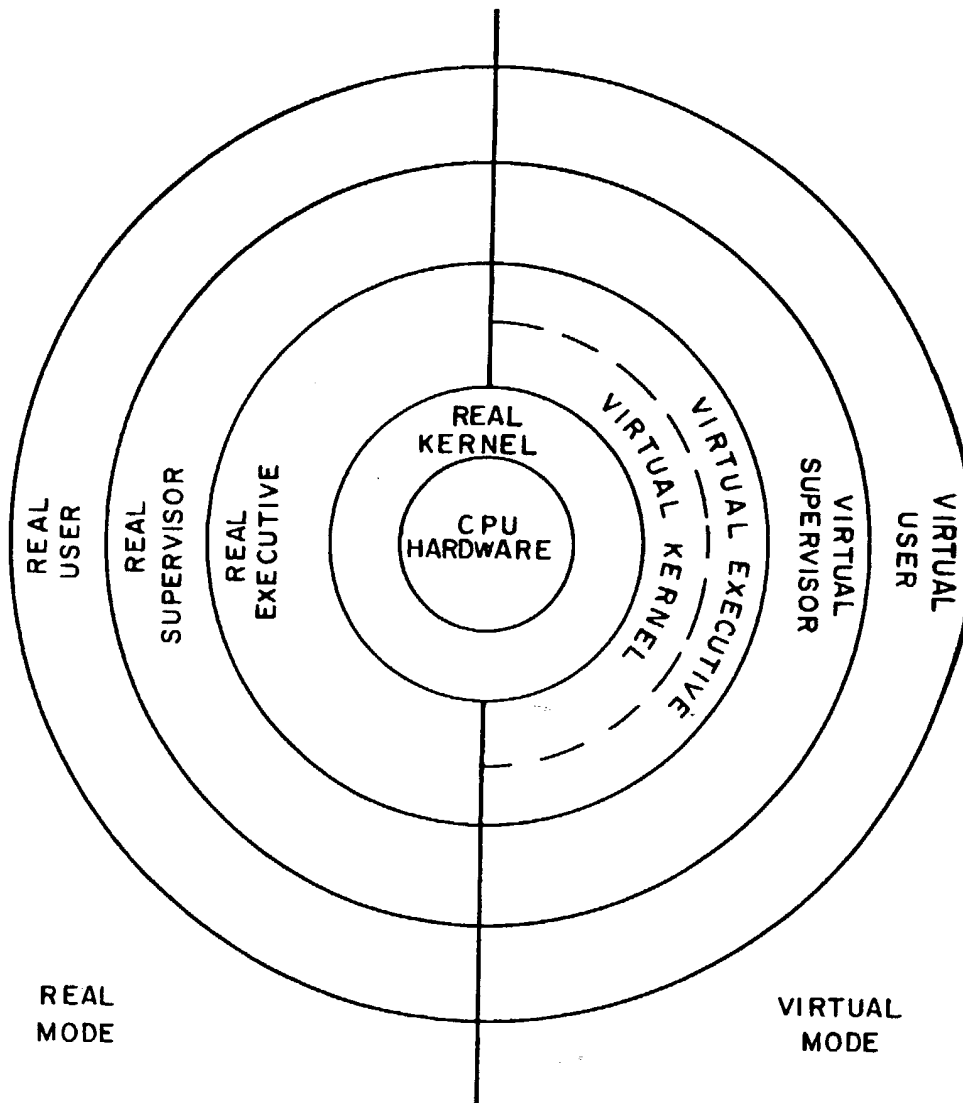 REAL
KERNEL
CPU
HARDWARE
REAL
USER
REAL
SUPERVISOR
REAL
EXECUTIVE
VIRTUAL KERNEL
VIRTUAL EXECUTIVE
VIRTUAL
SUPERVISOR
VIRTUAL
USER
REAL
MODE
VIRTUAL
MODE